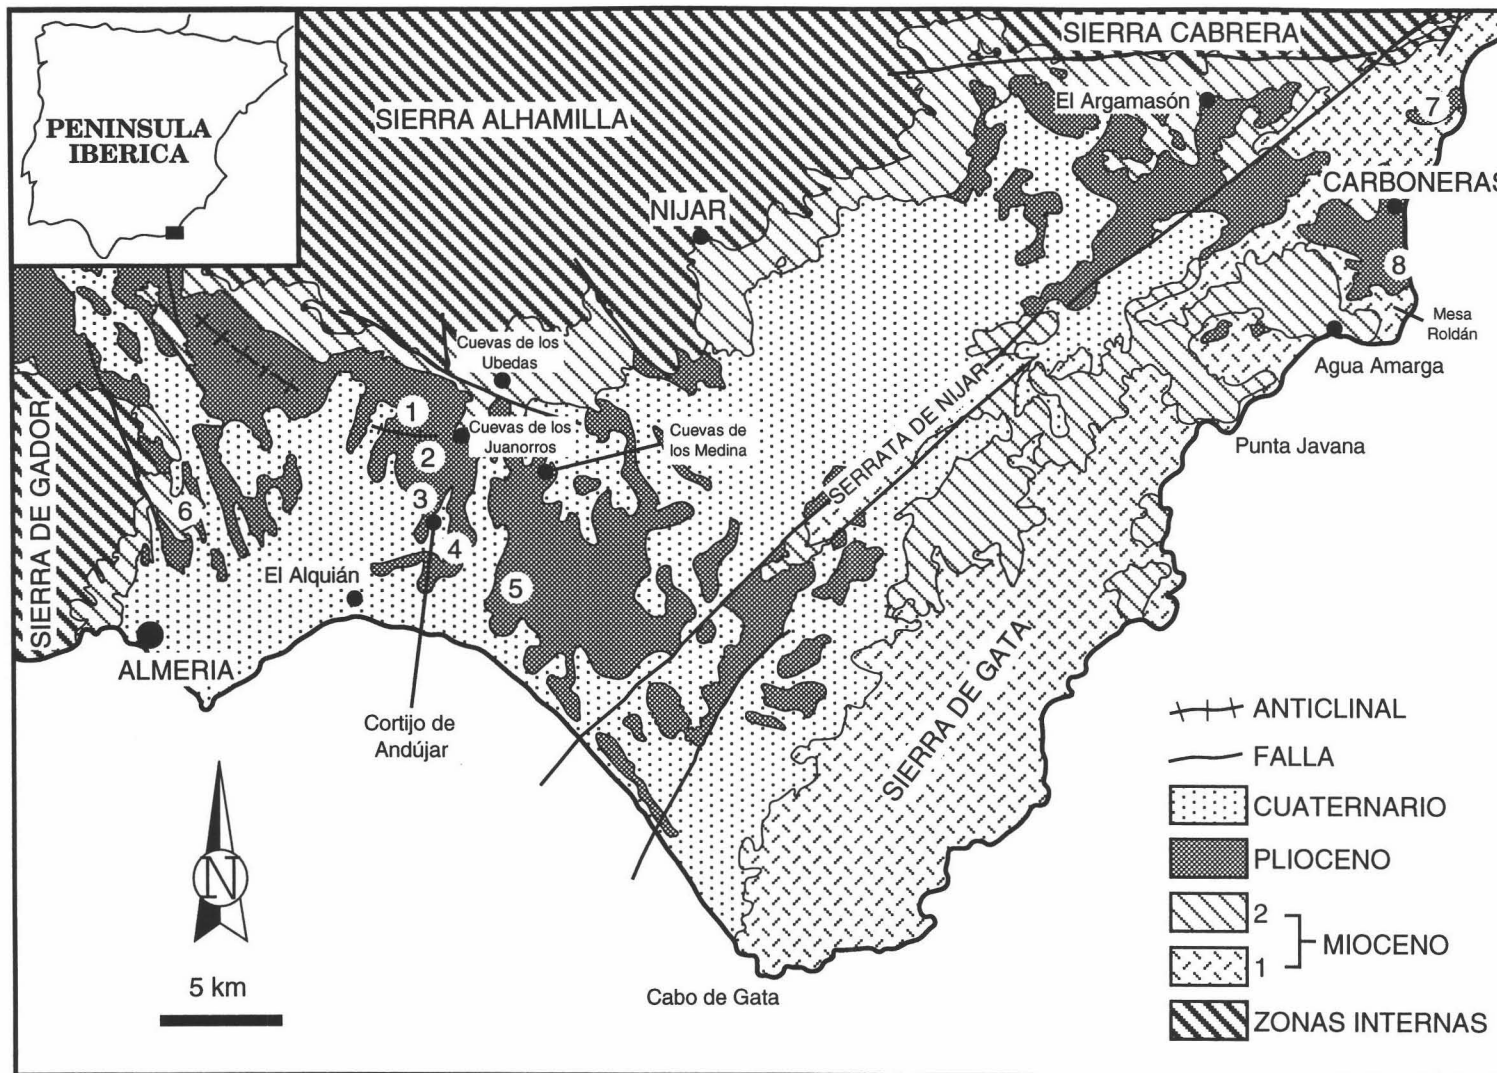 PENINSULA
IBERICA
SIERRA CABRERA
SIERRA ALHAMILLA
El Argamasón
7
CARBONERAS
NIJAR
8
Mesa
Roldán
Agua Amarga
Cuevas de los
Ubedas
Punta Javana
SIERRA DE GADOR
1
Cuevas de los
Juanorros
Cuevas de
los Medina
2
SERRATA DE NIJAR
3
6
4
El Alquián
5
ALMERIA
Cortijo de
Andújar
SIERRA DE GATA
N
5 km
Cabo de Gata
ANTICLINAL
FALLA
CUATERNARIO
PLIOCENO
2
MIOCENO
1
ZONAS INTERNAS